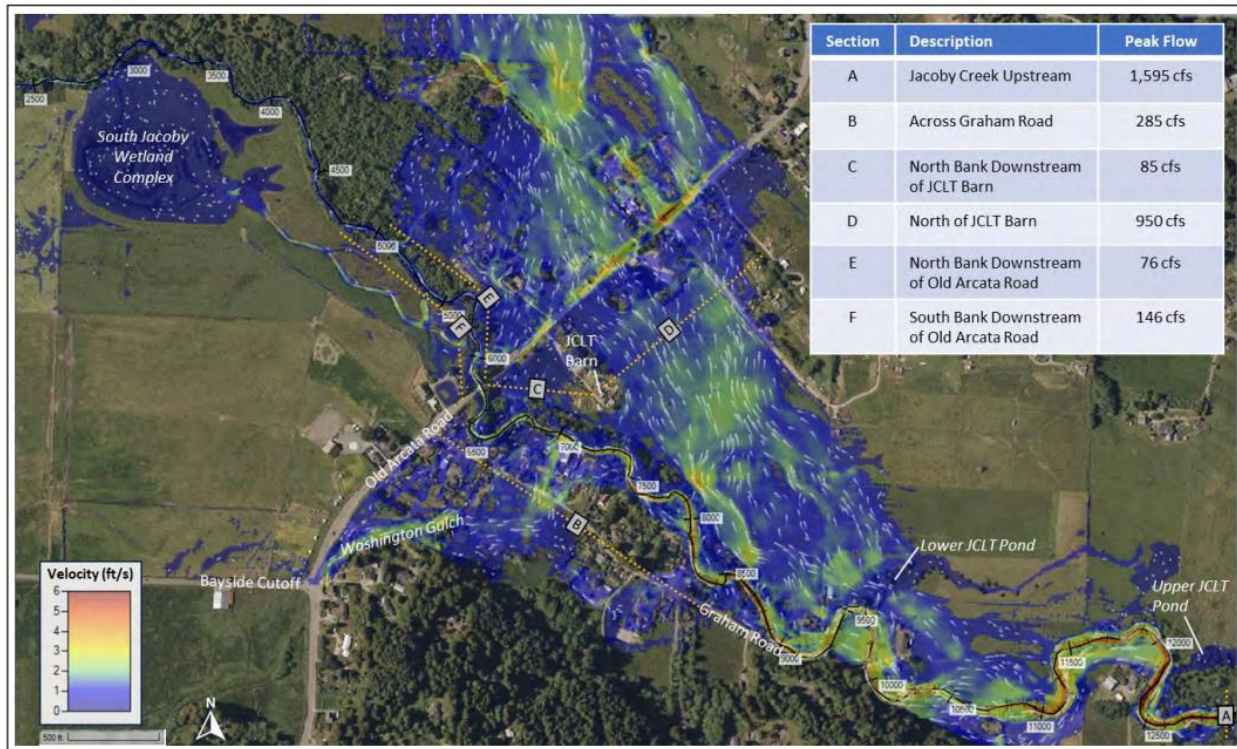 Section Description Peak Flow
A Jacoby Creek Upstream 1,595 cfs
B Across Graham Road 285 cfs
C North Bank Downstream of JCLT Barn 85 cfs
D North of JCLT Barn 950 cfs
E North Bank Downstream of Old Arcata Road 76 cfs
F South Bank Downstream of Old Arcata Road 146 cfs
2500
3000
3500
4000
4500
5000
5500
6000
South Jacoby
Wetland
Complex
E
F
D
C
JCLT
Barn
Old Arcata Road
7000
7500
8000
8500
B
Washington Gulch
Bayside Cutoff
Graham Road
Lower JCLT Pond
Upper JCLT
Pond
9000
9500
10000
10500
11000
11500
12000
12500
A
Velocity (ft/s)
6
5
4
3
2
1
0
500 ft
N